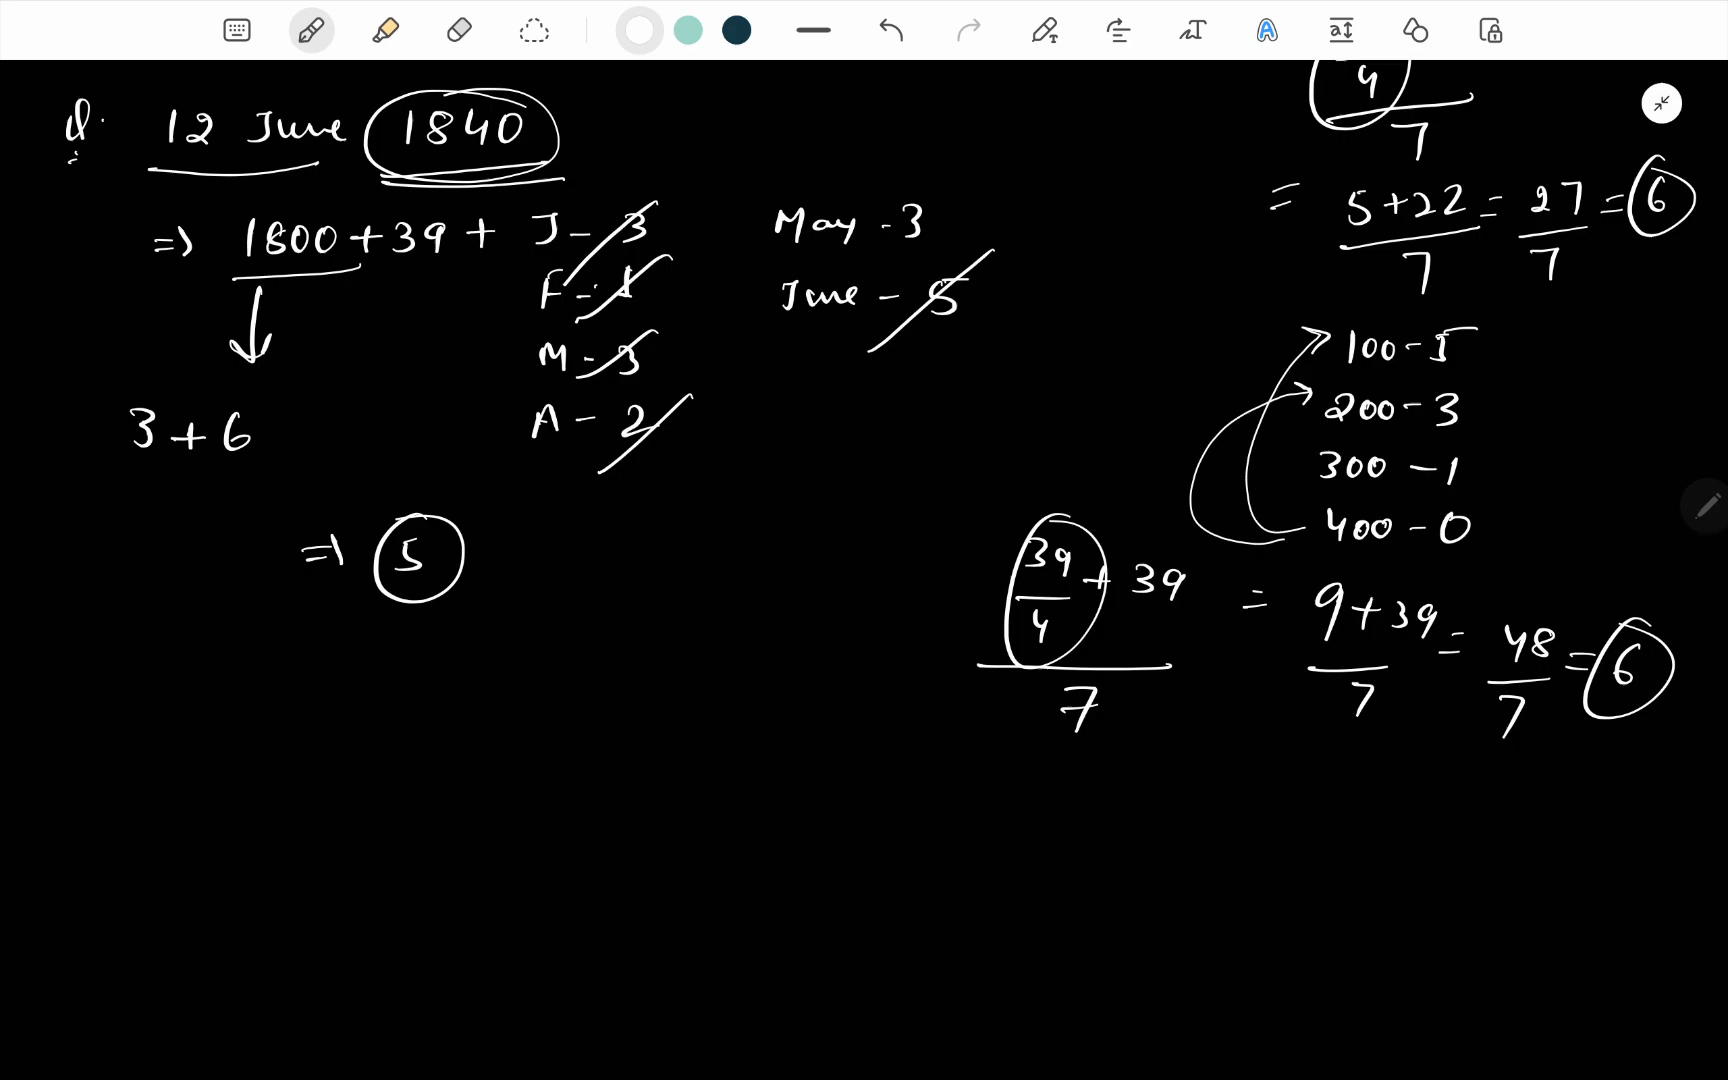 Q. 12 June 1840
=> 1800 + 39 + J - 3
F - 1
M - 3
A - 2
May - 3
June - 5
3 + 6
=> 5
4
7
= 5+22 = 27 = 6
7 7
100 - 5
200 - 3
300 - 1
400 - 0
39 + 39 = 9 + 39 = 48 = 6
4
7 7 7